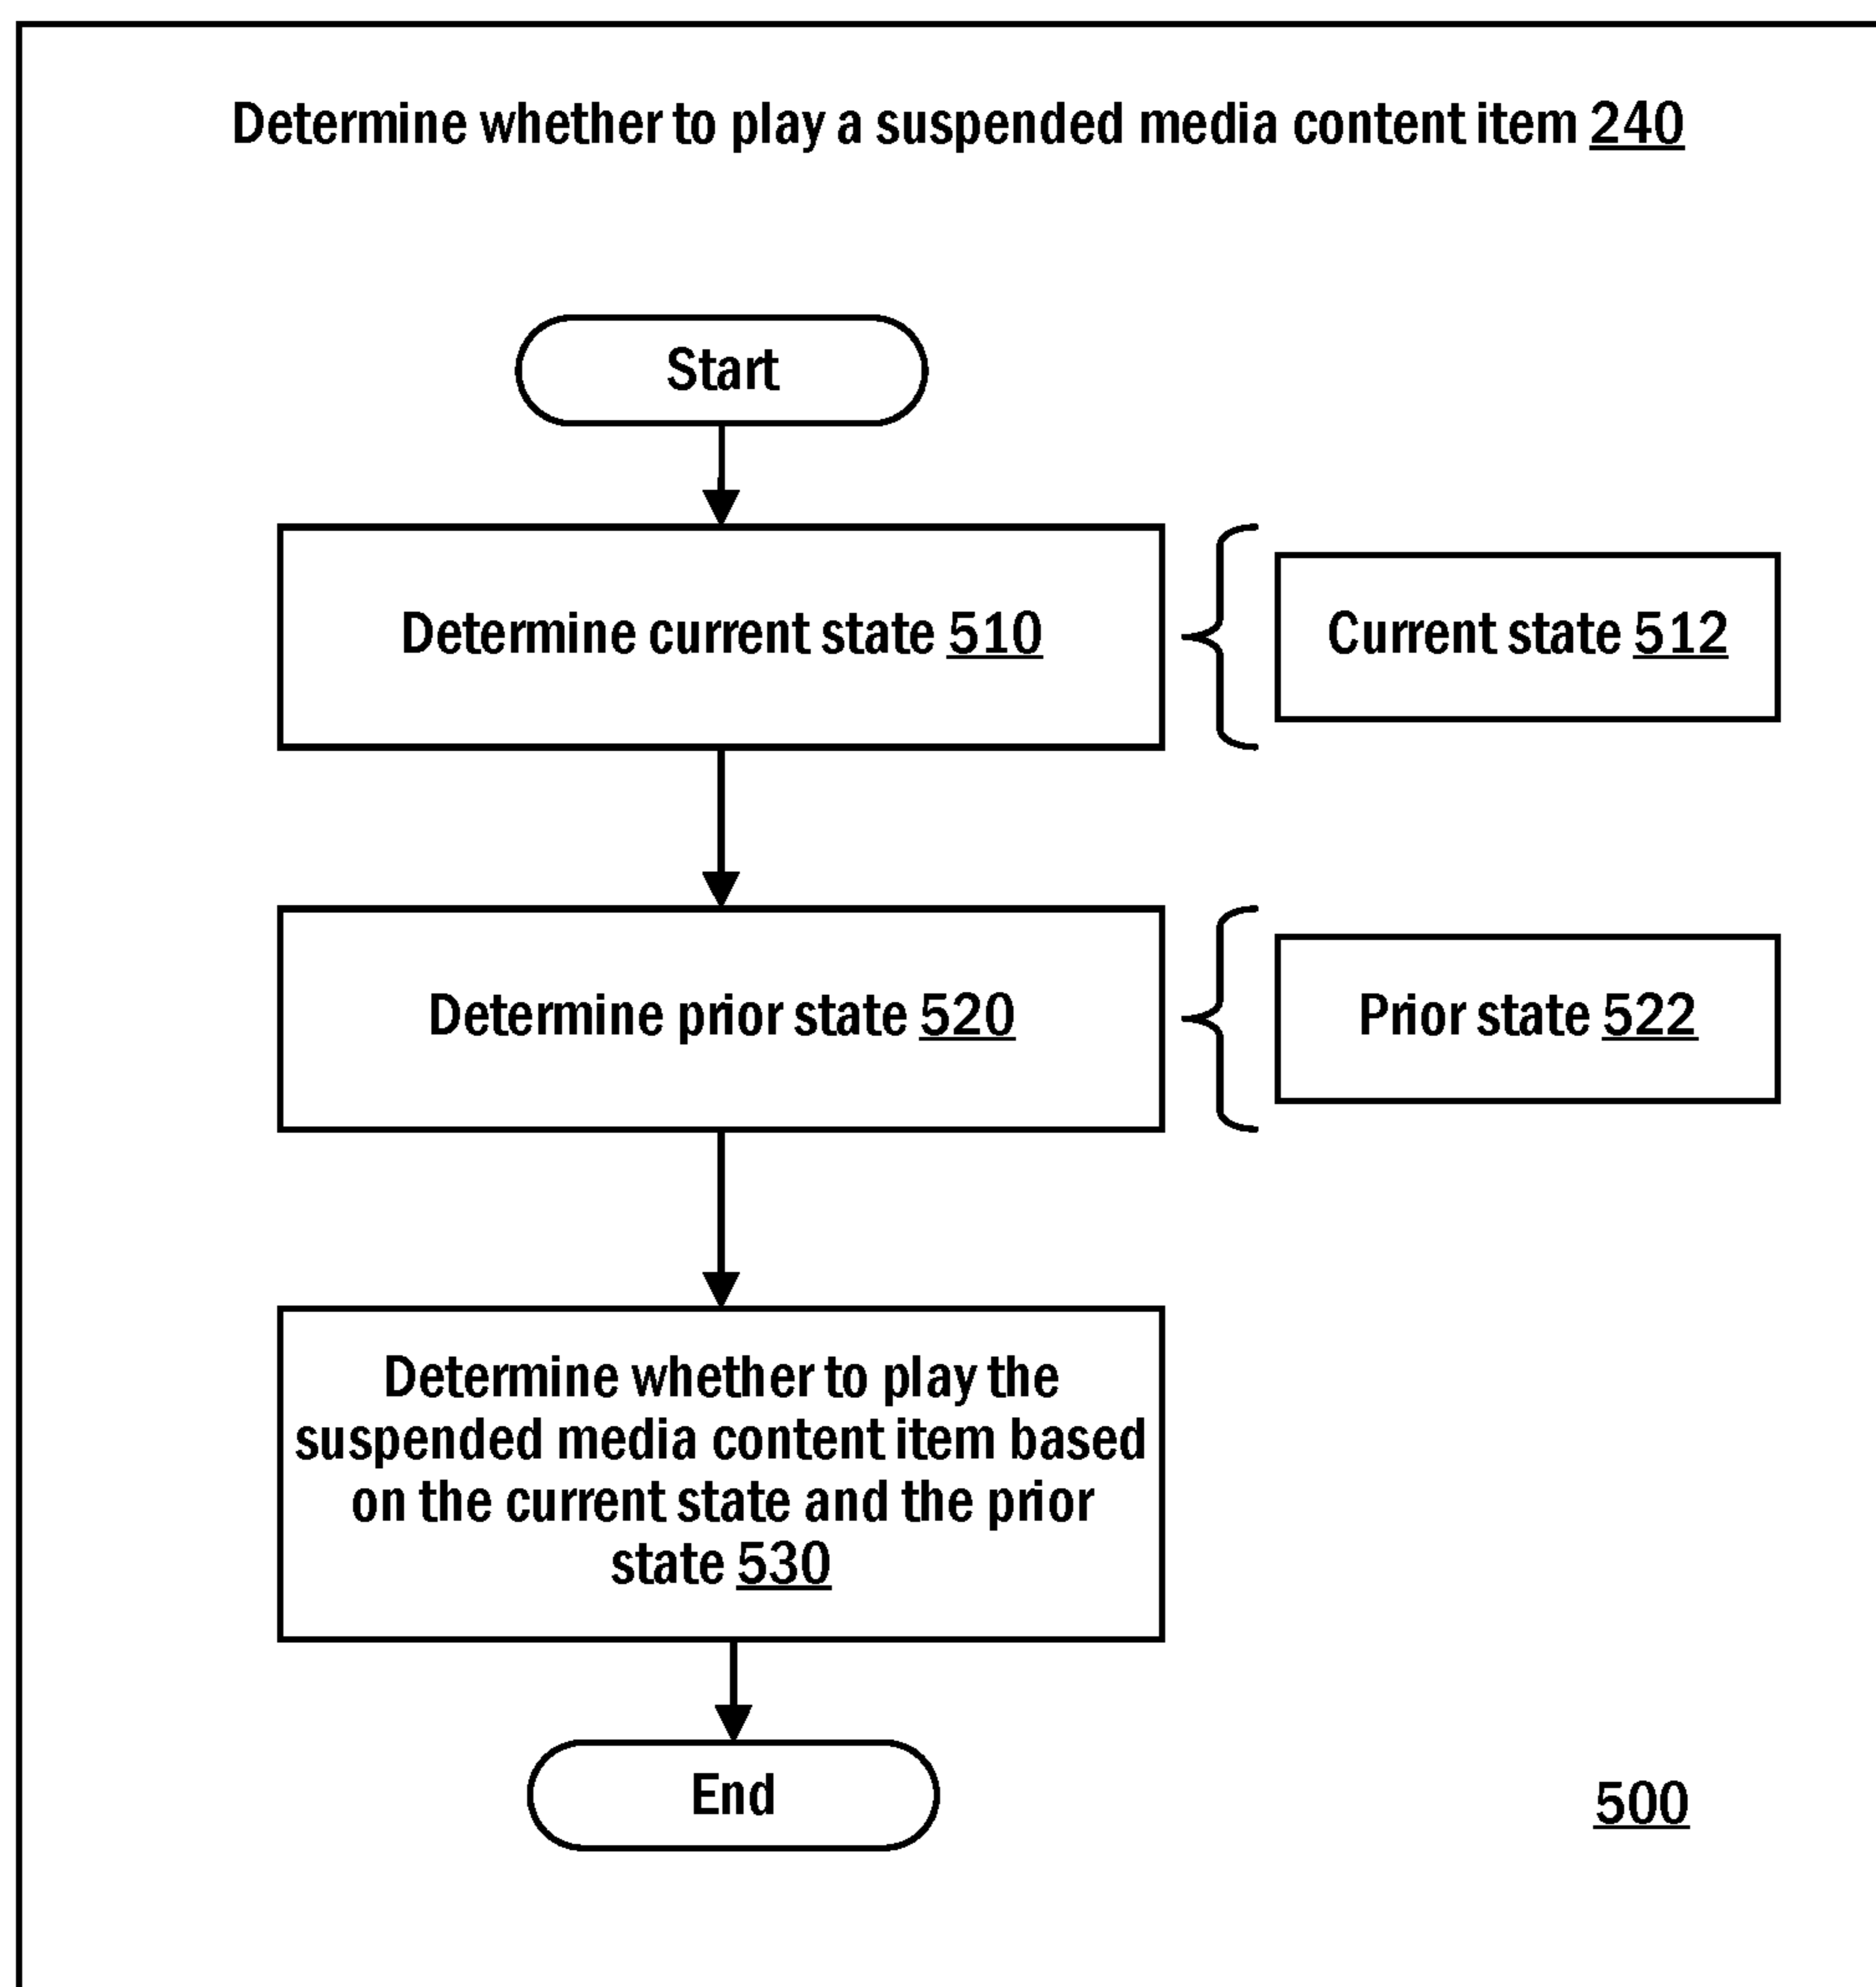 Determine whether to play a suspended media content item 240
Start
Determine current state 510
Current state 512
Determine prior state 520
Prior state 522
Determine whether to play the
suspended media content item based
on the current state and the prior
state 530
End
500